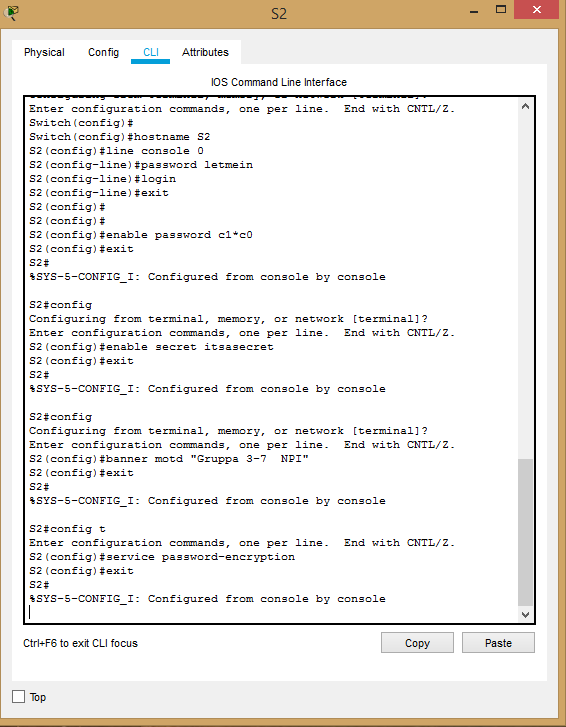 S2
Physical Config CLI Attributes
IOS Command Line Interface
Enter configuration commands, one per line.  End with CNTL/Z.
Switch(config)#
Switch(config)#hostname S2
S2(config)#line console 0
S2(config-line)#password letmein
S2(config-line)#login
S2(config-line)#exit
S2(config)#
S2(config)#
S2(config)#enable password c1*c0
S2(config)#exit
S2#
%SYS-5-CONFIG_I: Configured from console by console
S2#config
Configuring from terminal, memory, or network [terminal]?
Enter configuration commands, one per line.  End with CNTL/Z.
S2(config)#enable secret itsasecret
S2(config)#exit
S2#
%SYS-5-CONFIG_I: Configured from console by console
S2#config
Configuring from terminal, memory, or network [terminal]?
Enter configuration commands, one per line.  End with CNTL/Z.
S2(config)#banner motd "Gruppa 3-7  NPI"
S2(config)#exit
S2#
%SYS-5-CONFIG_I: Configured from console by console
S2#config t
Enter configuration commands, one per line.  End with CNTL/Z.
S2(config)#service password-encryption
S2(config)#exit
S2#
%SYS-5-CONFIG_I: Configured from console by console
Ctrl+F6 to exit CLI focus
Copy Paste
Top